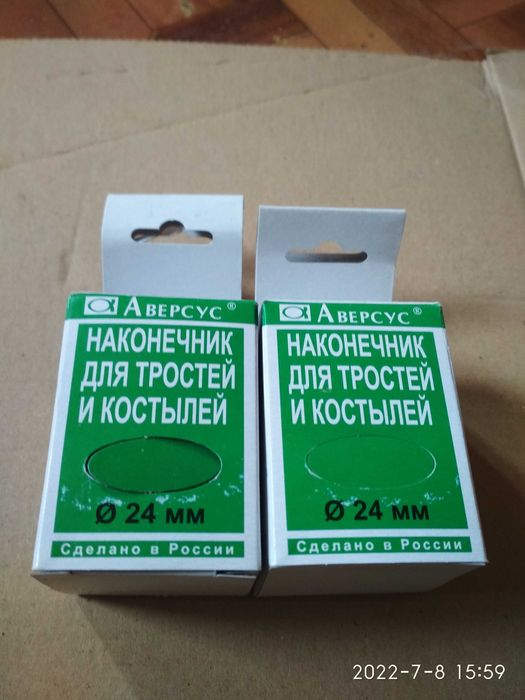 Аверсус®
НАКОНЕЧНИК
ДЛЯ ТРОСТЕЙ
И КОСТЫЛЕЙ
Ø 24 мм
Сделано в России
Аверсус®
НАКОНЕЧНИК
ДЛЯ ТРОСТЕЙ
И КОСТЫЛЕЙ
Ø 24 мм
Сделано в России
2022-7-8 15:59